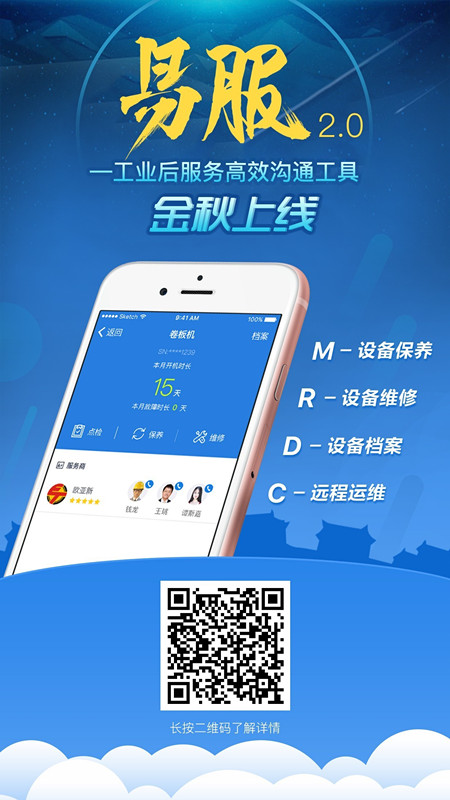 易服 2.0
一工业后服务高效沟通工具
金秋上线
Sketch 9:41 AM 100%
返回 卷板机 档案
SN:****1239
本月开机时长
15天
本月故障时长 0 天
点检 保养 维修
服务商
欧亚斯
钱龙 王瑞 谭斯磊
M - 设备保养
R - 设备维修
D - 设备档案
C - 远程运维
长按二维码了解详情